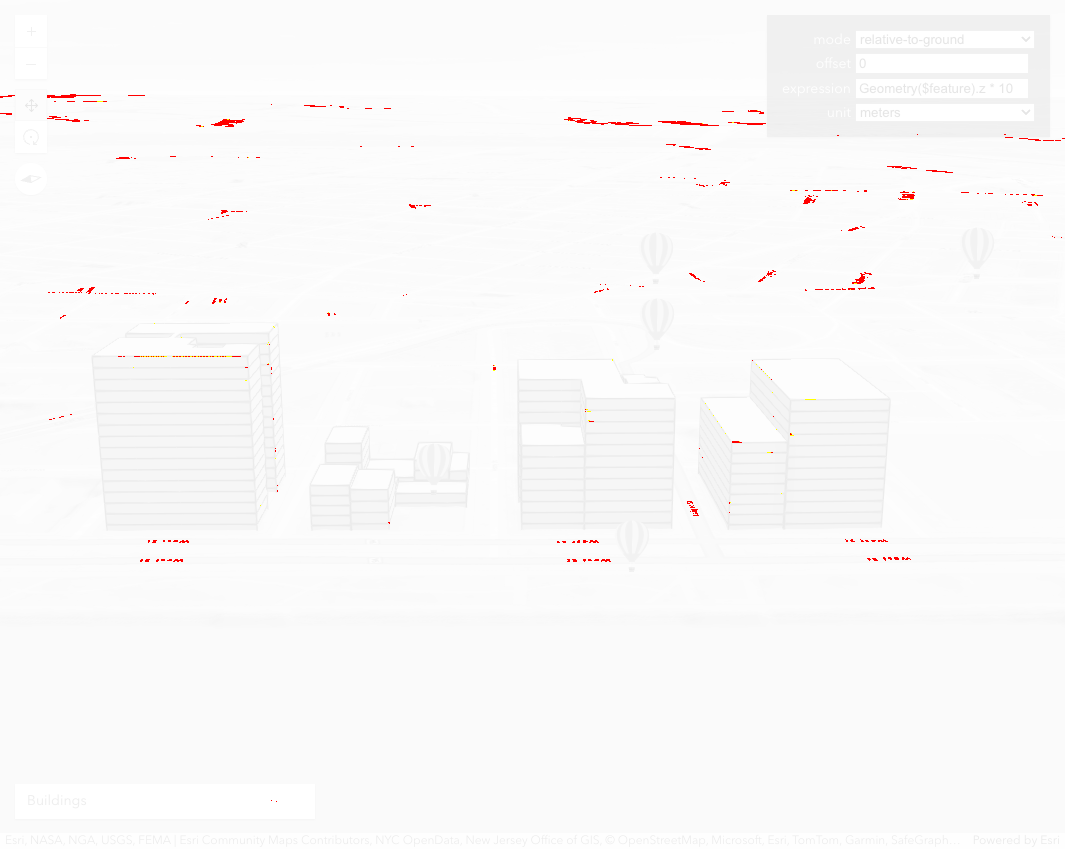 +
mode relative-to-ground
offset 0
−
expression Geometry($feature).z * 10
unit meters
Buildings
Esri, NASA, NGA, USGS, FEMA | Esri Community Maps Contributors, NYC OpenData, New Jersey Office of GIS, © OpenStreetMap, Microsoft, Esri, TomTom, Garmin, SafeGraph... Powered by Esri